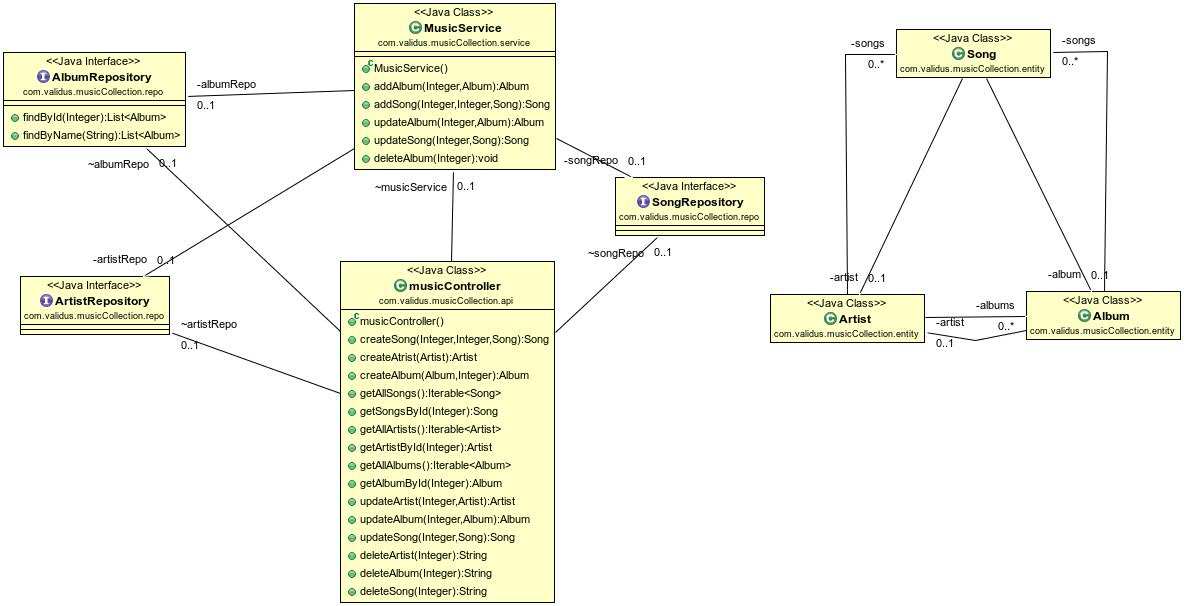 <<Java Class>>
MusicService
com.validus.musicCollection.service
MusicService()
addAlbum(Integer,Album):Album
addSong(Integer,Integer,Song):Song
updateAlbum(Integer,Album):Album
updateSong(Integer,Song):Song
deleteAlbum(Integer):void
<<Java Interface>>
AlbumRepository
com.validus.musicCollection.repo
findById(Integer):List<Album>
findByName(String):List<Album>
-albumRepo
0..1
~albumRepo
0..1
~musicService
0..1
-songRepo
0..1
<<Java Interface>>
SongRepository
com.validus.musicCollection.repo
~songRepo
0..1
-artistRepo
0..1
<<Java Interface>>
ArtistRepository
com.validus.musicCollection.repo
~artistRepo
0..1
<<Java Class>>
musicController
com.validus.musicCollection.api
musicController()
createSong(Integer,Integer,Song):Song
createAtrist(Artist):Artist
createAlbum(Album,Integer):Album
getAllSongs():Iterable<Song>
getSongsById(Integer):Song
getAllArtists():Iterable<Artist>
getArtistById(Integer):Artist
getAllAlbums():Iterable<Album>
getAlbumById(Integer):Album
updateArtist(Integer,Artist):Artist
updateAlbum(Integer,Album):Album
updateSong(Integer,Song):Song
deleteArtist(Integer):String
deleteAlbum(Integer):String
deleteSong(Integer):String
<<Java Class>>
Song
com.validus.musicCollection.entity
-songs
0..*
-songs
0..*
-artist
0..1
-album
0..1
<<Java Class>>
Artist
com.validus.musicCollection.entity
-albums
0..*
-artist
0..1
<<Java Class>>
Album
com.validus.musicCollection.entity